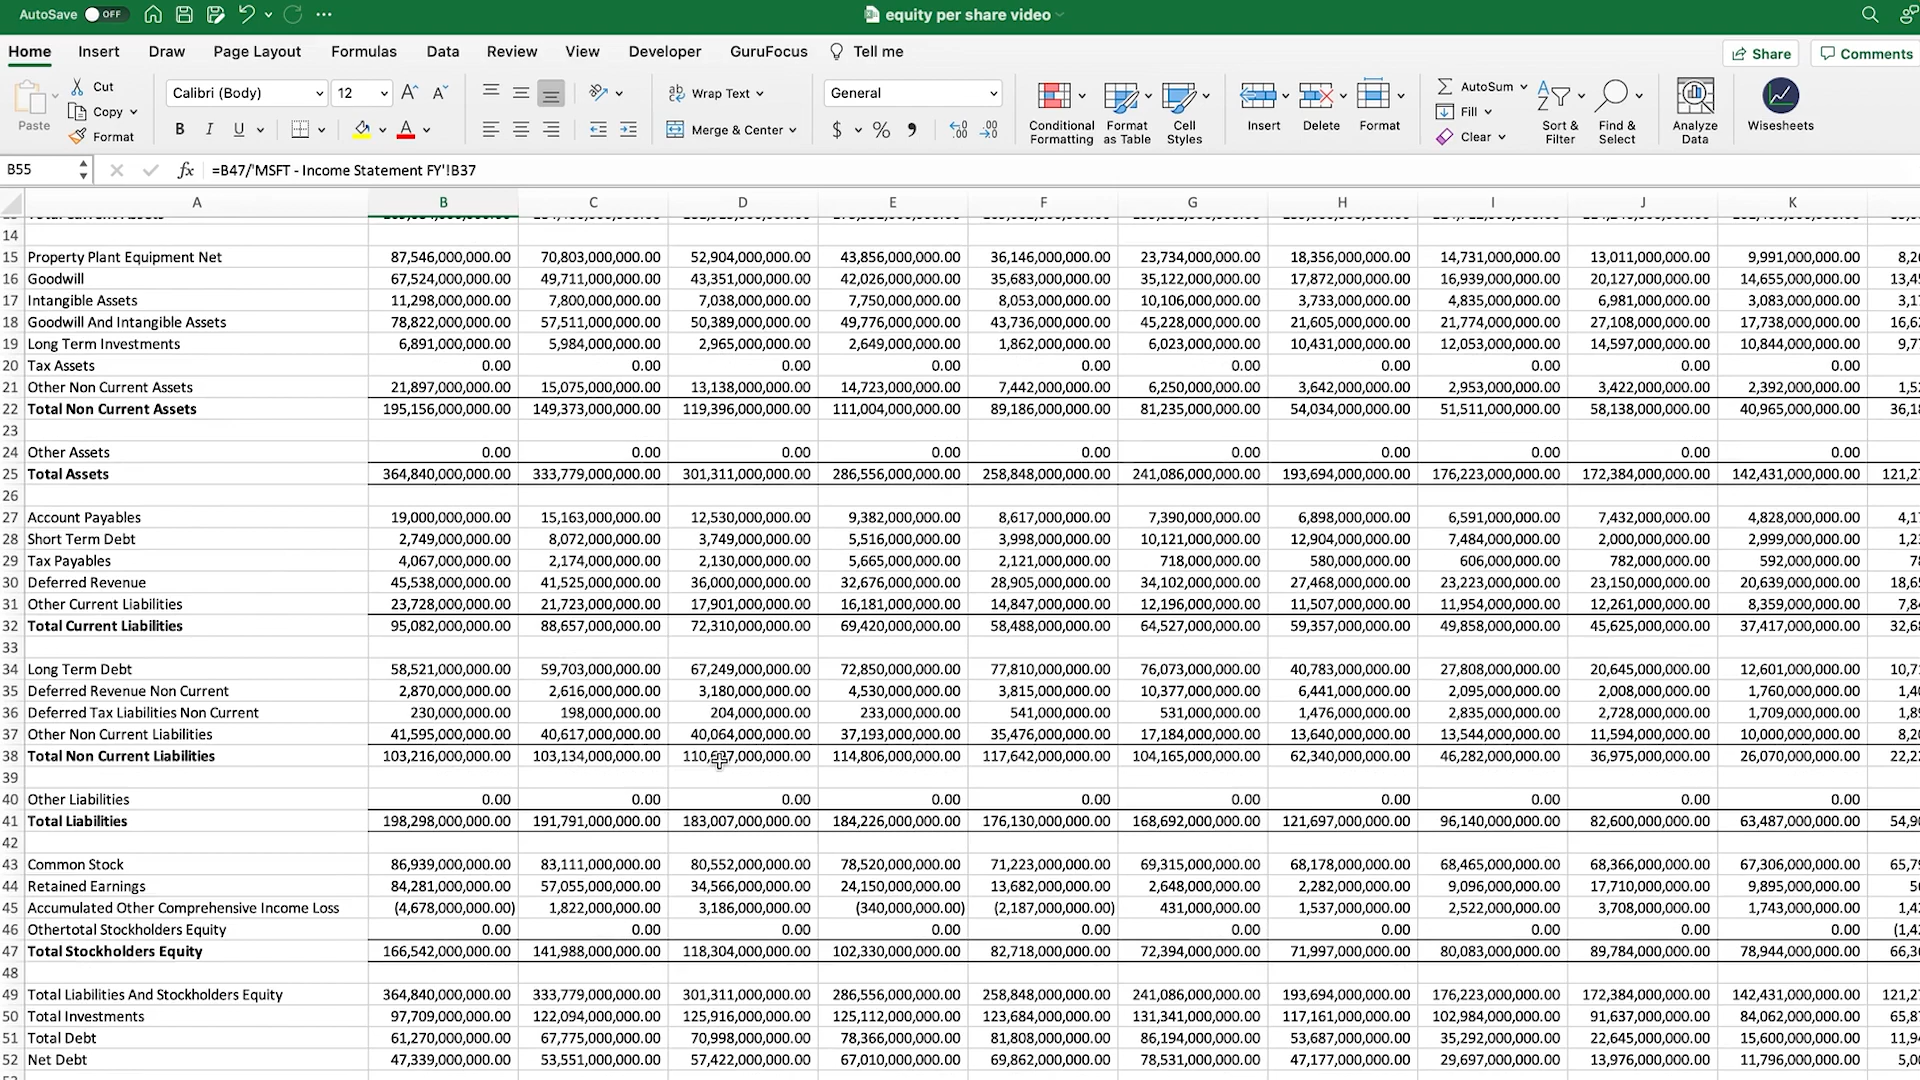 AutoSave OFF
equity per share video
Home Insert Draw Page Layout Formulas Data Review View Developer GuruFocus Tell me Share Comments
Paste Cut Copy Format
Calibri (Body) 12
B I U
Wrap Text
Merge & Center
General
$ %
Conditional Formatting Format as Table Cell Styles Insert Delete Format
AutoSum Fill Clear
Sort & Filter Find & Select Analyze Data Wisesheets
B55 fx =B47/'MSFT - Income Statement FY'!B37
A B C D E F G H I J K
14
15 Property Plant Equipment Net 87,546,000,000.00 70,803,000,000.00 52,904,000,000.00 43,856,000,000.00 36,146,000,000.00 23,734,000,000.00 18,356,000,000.00 14,731,000,000.00 13,011,000,000.00 9,991,000,000.00
16 Goodwill 67,524,000,000.00 49,711,000,000.00 43,351,000,000.00 42,026,000,000.00 35,683,000,000.00 35,122,000,000.00 17,872,000,000.00 16,939,000,000.00 20,127,000,000.00 14,655,000,000.00
17 Intangible Assets 11,298,000,000.00 7,800,000,000.00 7,038,000,000.00 7,750,000,000.00 8,053,000,000.00 10,106,000,000.00 3,733,000,000.00 4,835,000,000.00 6,981,000,000.00 3,083,000,000.00
18 Goodwill And Intangible Assets 78,822,000,000.00 57,511,000,000.00 50,389,000,000.00 49,776,000,000.00 43,736,000,000.00 45,228,000,000.00 21,605,000,000.00 21,774,000,000.00 27,108,000,000.00 17,738,000,000.00
19 Long Term Investments 6,891,000,000.00 5,984,000,000.00 2,965,000,000.00 2,649,000,000.00 1,862,000,000.00 6,023,000,000.00 10,431,000,000.00 12,053,000,000.00 14,597,000,000.00 10,844,000,000.00
20 Tax Assets 0.00 0.00 0.00 0.00 0.00 0.00 0.00 0.00 0.00 0.00
21 Other Non Current Assets 21,897,000,000.00 15,075,000,000.00 13,138,000,000.00 14,723,000,000.00 7,442,000,000.00 6,250,000,000.00 3,642,000,000.00 2,953,000,000.00 3,422,000,000.00 2,392,000,000.00
22 Total Non Current Assets 195,156,000,000.00 149,373,000,000.00 119,396,000,000.00 111,004,000,000.00 89,186,000,000.00 81,235,000,000.00 54,034,000,000.00 51,511,000,000.00 58,138,000,000.00 40,965,000,000.00
23
24 Other Assets 0.00 0.00 0.00 0.00 0.00 0.00 0.00 0.00 0.00 0.00
25 Total Assets 364,840,000,000.00 333,779,000,000.00 301,311,000,000.00 286,556,000,000.00 258,848,000,000.00 241,086,000,000.00 193,694,000,000.00 176,223,000,000.00 172,384,000,000.00 142,431,000,000.00
26
27 Account Payables 19,000,000,000.00 15,163,000,000.00 12,530,000,000.00 9,382,000,000.00 8,617,000,000.00 7,390,000,000.00 6,898,000,000.00 6,591,000,000.00 7,432,000,000.00 4,828,000,000.00
28 Short Term Debt 2,749,000,000.00 8,072,000,000.00 3,749,000,000.00 5,516,000,000.00 3,998,000,000.00 10,121,000,000.00 12,904,000,000.00 7,484,000,000.00 2,000,000,000.00 2,999,000,000.00
29 Tax Payables 4,067,000,000.00 2,174,000,000.00 2,130,000,000.00 5,665,000,000.00 2,121,000,000.00 718,000,000.00 580,000,000.00 606,000,000.00 782,000,000.00 592,000,000.00
30 Deferred Revenue 45,538,000,000.00 41,525,000,000.00 36,000,000,000.00 32,676,000,000.00 28,905,000,000.00 34,102,000,000.00 27,468,000,000.00 23,223,000,000.00 23,150,000,000.00 20,639,000,000.00
31 Other Current Liabilities 23,728,000,000.00 21,723,000,000.00 17,901,000,000.00 16,181,000,000.00 14,847,000,000.00 12,196,000,000.00 11,507,000,000.00 11,954,000,000.00 12,261,000,000.00 8,359,000,000.00
32 Total Current Liabilities 95,082,000,000.00 88,657,000,000.00 72,310,000,000.00 69,420,000,000.00 58,488,000,000.00 64,527,000,000.00 59,357,000,000.00 49,858,000,000.00 45,625,000,000.00 37,417,000,000.00
33
34 Long Term Debt 58,521,000,000.00 59,703,000,000.00 67,249,000,000.00 72,850,000,000.00 77,810,000,000.00 76,073,000,000.00 40,783,000,000.00 27,808,000,000.00 20,645,000,000.00 12,601,000,000.00
35 Deferred Revenue Non Current 2,870,000,000.00 2,616,000,000.00 3,180,000,000.00 4,530,000,000.00 3,815,000,000.00 10,377,000,000.00 6,441,000,000.00 2,095,000,000.00 2,008,000,000.00 1,760,000,000.00
36 Deferred Tax Liabilities Non Current 230,000,000.00 198,000,000.00 204,000,000.00 233,000,000.00 541,000,000.00 531,000,000.00 1,476,000,000.00 2,835,000,000.00 2,728,000,000.00 1,709,000,000.00
37 Other Non Current Liabilities 41,595,000,000.00 40,617,000,000.00 40,064,000,000.00 37,193,000,000.00 35,476,000,000.00 17,184,000,000.00 13,640,000,000.00 13,544,000,000.00 11,594,000,000.00 10,000,000,000.00
38 Total Non Current Liabilities 103,216,000,000.00 103,134,000,000.00 114,806,000,000.00 117,642,000,000.00 104,165,000,000.00 62,340,000,000.00 46,282,000,000.00 36,975,000,000.00 26,070,000,000.00
39
40 Other Liabilities 0.00 0.00 0.00 0.00 0.00 0.00 0.00 0.00 0.00 0.00
41 Total Liabilities 198,298,000,000.00 191,791,000,000.00 183,007,000,000.00 184,226,000,000.00 176,130,000,000.00 168,692,000,000.00 121,697,000,000.00 96,140,000,000.00 82,600,000,000.00 63,487,000,000.00
42
43 Common Stock 86,939,000,000.00 83,111,000,000.00 80,552,000,000.00 78,520,000,000.00 71,223,000,000.00 69,315,000,000.00 68,178,000,000.00 68,465,000,000.00 68,366,000,000.00 67,306,000,000.00
44 Retained Earnings 84,281,000,000.00 57,055,000,000.00 34,566,000,000.00 24,150,000,000.00 13,682,000,000.00 2,648,000,000.00 2,282,000,000.00 9,096,000,000.00 17,710,000,000.00 9,895,000,000.00
45 Accumulated Other Comprehensive Income Loss (4,678,000,000.00) 1,822,000,000.00 3,186,000,000.00 (340,000,000.00) (2,187,000,000.00) 431,000,000.00 1,537,000,000.00 2,522,000,000.00 3,708,000,000.00 1,743,000,000.00
46 Othertotal Stockholders Equity 0.00 0.00 0.00 0.00 0.00 0.00 0.00 0.00 0.00 0.00
47 Total Stockholders Equity 166,542,000,000.00 141,988,000,000.00 118,304,000,000.00 102,330,000,000.00 82,718,000,000.00 72,394,000,000.00 71,997,000,000.00 80,083,000,000.00 89,784,000,000.00 78,944,000,000.00
48
49 Total Liabilities And Stockholders Equity 364,840,000,000.00 333,779,000,000.00 301,311,000,000.00 286,556,000,000.00 258,848,000,000.00 241,086,000,000.00 193,694,000,000.00 176,223,000,000.00 172,384,000,000.00 142,431,000,000.00
50 Total Investments 97,709,000,000.00 122,094,000,000.00 125,916,000,000.00 125,112,000,000.00 123,684,000,000.00 131,341,000,000.00 117,161,000,000.00 102,984,000,000.00 91,637,000,000.00 84,062,000,000.00
51 Total Debt 61,270,000,000.00 67,775,000,000.00 70,998,000,000.00 78,366,000,000.00 81,808,000,000.00 86,194,000,000.00 53,687,000,000.00 35,292,000,000.00 22,645,000,000.00 15,600,000,000.00
52 Net Debt 47,339,000,000.00 53,551,000,000.00 57,422,000,000.00 67,010,000,000.00 69,862,000,000.00 78,531,000,000.00 47,177,000,000.00 29,697,000,000.00 13,976,000,000.00 11,796,000,000.00